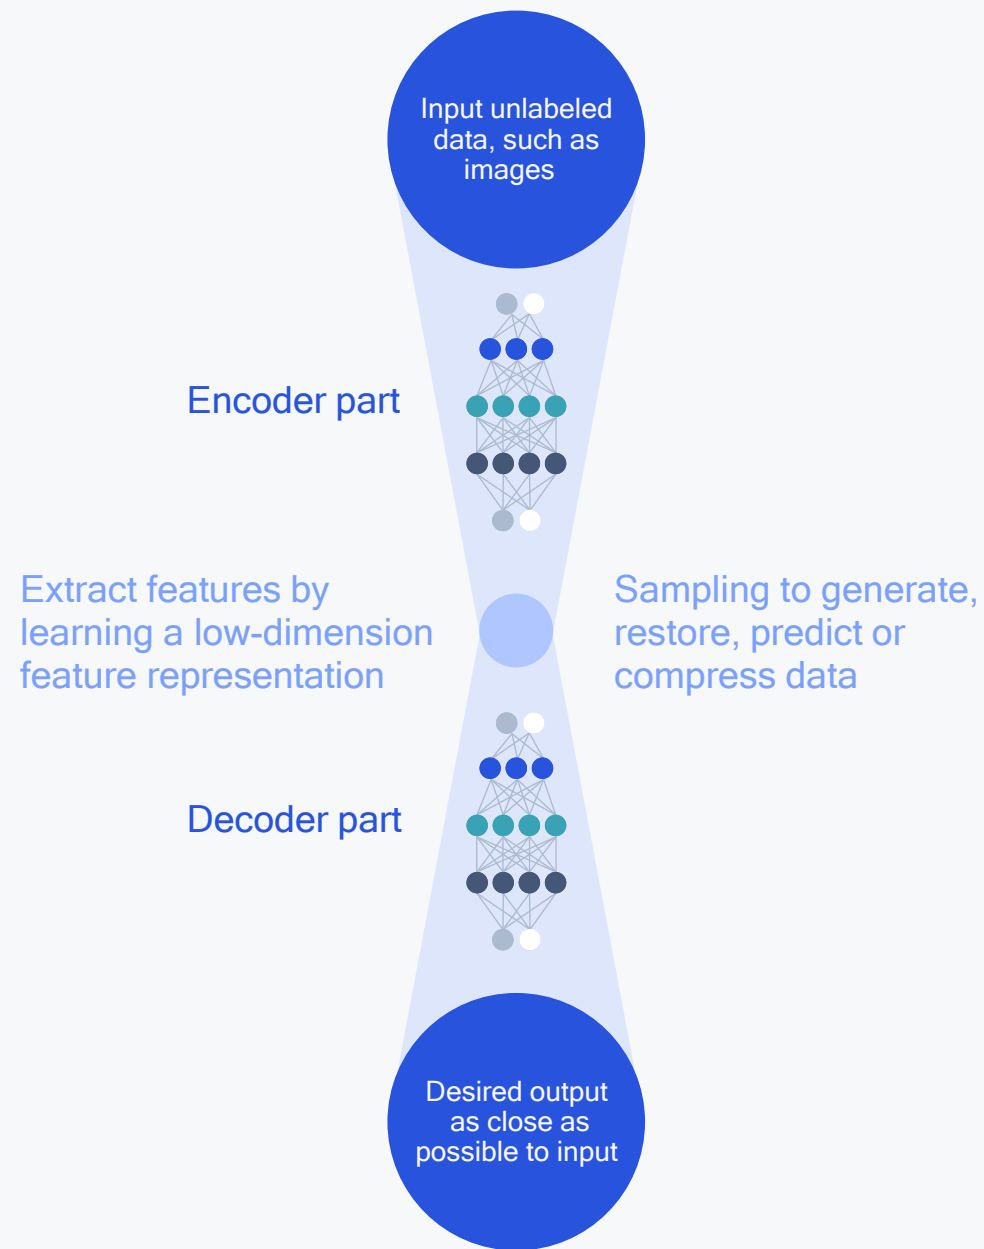 Input unlabeled
data, such as
images
Encoder part
Extract features by
learning a low-dimension
feature representation
Sampling to generate,
restore, predict or
compress data
Decoder part
Desired output
as close as
possible to input